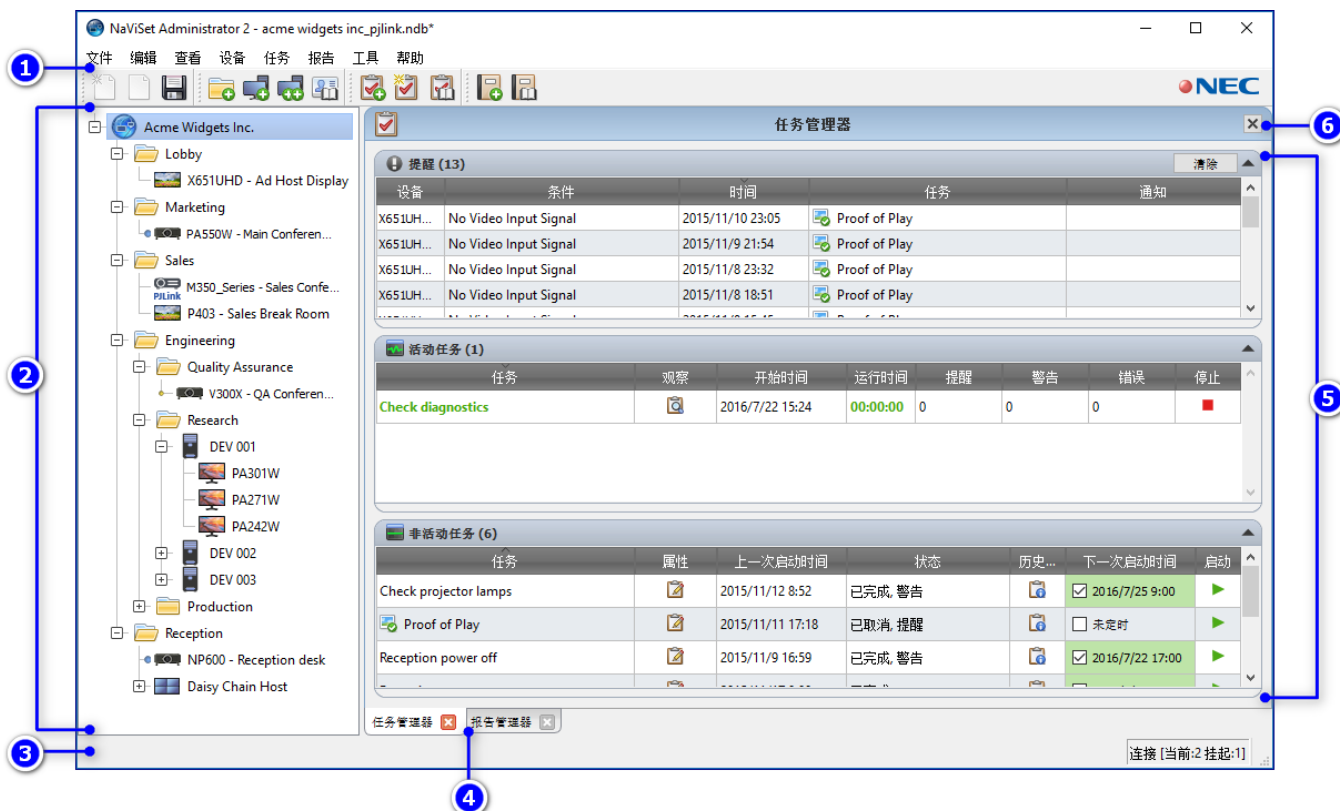 NaViSet Administrator 2 - acme widgets inc_pjlink.ndb*
文件 编辑 查看 设备 任务 报告 工具 帮助
1
NEC
2
Acme Widgets Inc.
Lobby
X651UHD - Ad Host Display
Marketing
PA550W - Main Conferen...
Sales
PJLink
M350_Series - Sales Confe...
P403 - Sales Break Room
Engineering
Quality Assurance
V300X - QA Conferen...
Research
DEV 001
PA301W
PA271W
PA242W
DEV 002
DEV 003
Production
Reception
NP600 - Reception desk
Daisy Chain Host
任务管理器
6
提醒 (13) 清除
设备 条件 时间 任务 通知
X651UH... No Video Input Signal 2015/11/10 23:05 Proof of Play
X651UH... No Video Input Signal 2015/11/9 21:54 Proof of Play
X651UH... No Video Input Signal 2015/11/8 23:32 Proof of Play
X651UH... No Video Input Signal 2015/11/8 18:51 Proof of Play
活动任务 (1)
任务 观察 开始时间 运行时间 提醒 警告 错误 停止
Check diagnostics 2016/7/22 15:24 00:00:00 0 0 0
5
非活动任务 (6)
任务 属性 上一次启动时间 状态 历史... 下一次启动时间 启动
Check projector lamps 2015/11/12 8:52 已完成, 警告 2016/7/25 9:00
Proof of Play 2015/11/11 17:18 已取消, 提醒 未定时
Reception power off 2015/11/9 16:59 已完成, 警告 2016/7/22 17:00
任务管理器 报告管理器
3
连接 [当前:2 挂起:1]
4